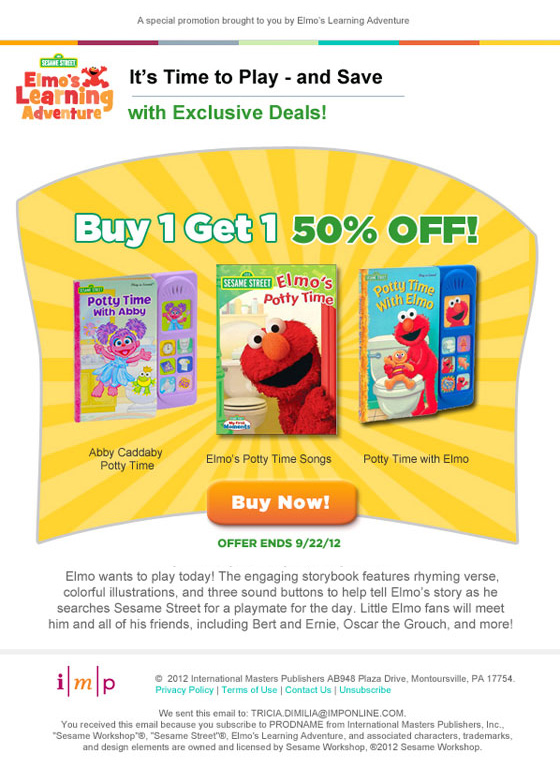 A special promotion brought to you by Elmo's Learning Adventure
SESAME STREET
Elmo's
Learning
Adventure
It's Time to Play - and Save
with Exclusive Deals!
Buy 1 Get 1 50% OFF!
SESAME STREET
Play-a-Sound
Potty Time
With Abby
SESAME STREET
Elmo's
Potty Time
My First
Moments
SESAME STREET
Play-a-Sound
Potty Time
With Elmo
Abby Caddaby
Potty Time
Elmo's Potty Time Songs
Potty Time with Elmo
Buy Now!
OFFER ENDS 9/22/12
Elmo wants to play today! The engaging storybook features rhyming verse,
colorful illustrations, and three sound buttons to help tell Elmo's story as he
searches Sesame Street for a playmate for the day. Little Elmo fans will meet
him and all of his friends, including Bert and Ernie, Oscar the Grouch, and more!
i|m|p
© 2012 International Masters Publishers AB948 Plaza Drive, Montoursville, PA 17754.
Privacy Policy | Terms of Use | Contact Us | Unsubscribe
We sent this email to: TRICIA.DIMILIA@IMPONLINE.COM.
You received this email because you subscribe to PRODNAME from International Masters Publishers, Inc.,
"Sesame Workshop"®, "Sesame Street"®, Elmo's Learning Adventure, and associated characters, trademarks,
and design elements are owned and licensed by Sesame Workshop, ®2012 Sesame Workshop.